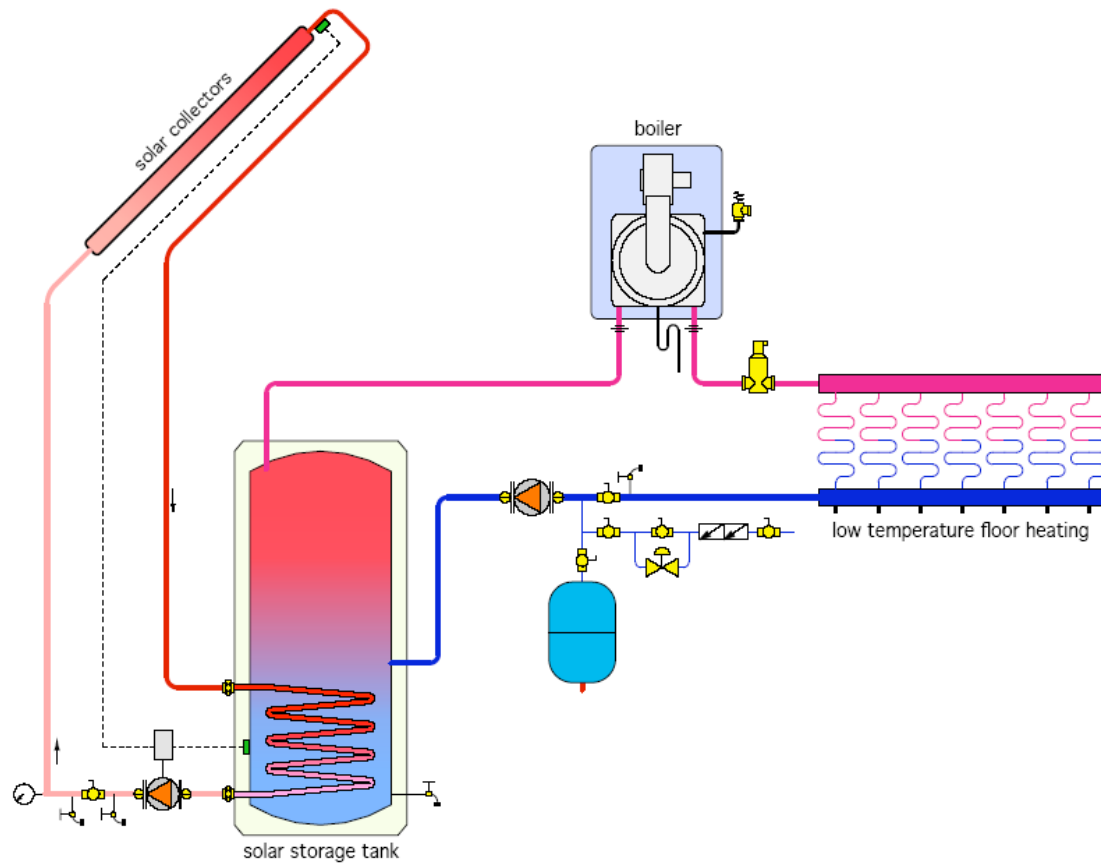 solar collectors
boiler
low temperature floor heating
solar storage tank